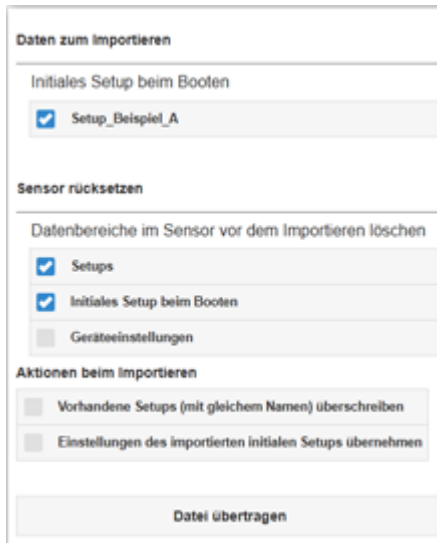 Daten zum Importieren
Initiales Setup beim Booten
Setup_Beispiel_A
Sensor rücksetzen
Datenbereiche im Sensor vor dem Importieren löschen
Setups
Initiales Setup beim Booten
Geräteeinstellungen
Aktionen beim Importieren
Vorhandene Setups (mit gleichem Namen) überschreiben
Einstellungen des importierten initialen Setups übernehmen
Datei übertragen